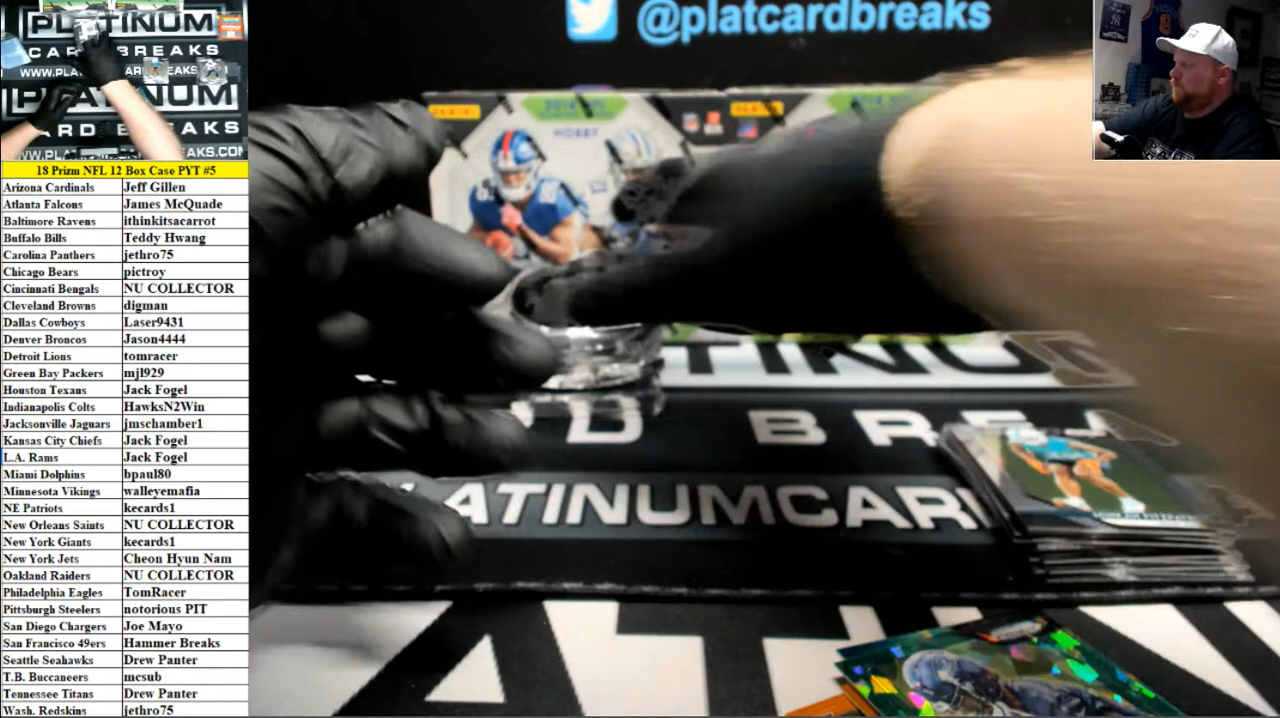 PLATINUM
CARD BREAKS
PLATINUM
ARD BREAKS
WWW.PLATINUMCARDBREAKS.COM
@platcardbreaks
HOBBY
18 Prizm NFL 12 Box Case PYT #5
Arizona Cardinals Jeff Gillen
Atlanta Falcons James McQuade
Baltimore Ravens ithinkitsacarrot
Buffalo Bills Teddy Hwang
Carolina Panthers jethro75
Chicago Bears pictroy
Cincinnati Bengals NU COLLECTOR
Cleveland Browns digman
Dallas Cowboys Laser9431
Denver Broncos Jason4444
Detroit Lions tomracer
Green Bay Packers mjl929
Houston Texans Jack Fogel
Indianapolis Colts HawksN2Win
Jacksonville Jaguars jmschamber1
Kansas City Chiefs Jack Fogel
L.A. Rams Jack Fogel
Miami Dolphins bpaul80
Minnesota Vikings walleyemafia
NE Patriots kecards1
New Orleans Saints NU COLLECTOR
New York Giants kecards1
New York Jets Cheon Hyun Nam
Oakland Raiders NU COLLECTOR
Philadelphia Eagles TomRacer
Pittsburgh Steelers notorious PIT
San Diego Chargers Joe Mayo
San Francisco 49ers Hammer Breaks
Seattle Seahawks Drew Panter
T.B. Buccaneers mcsub
Tennessee Titans Drew Panter
Wash. Redskins jethro75
TINU
D BRE
LATINUMCAR